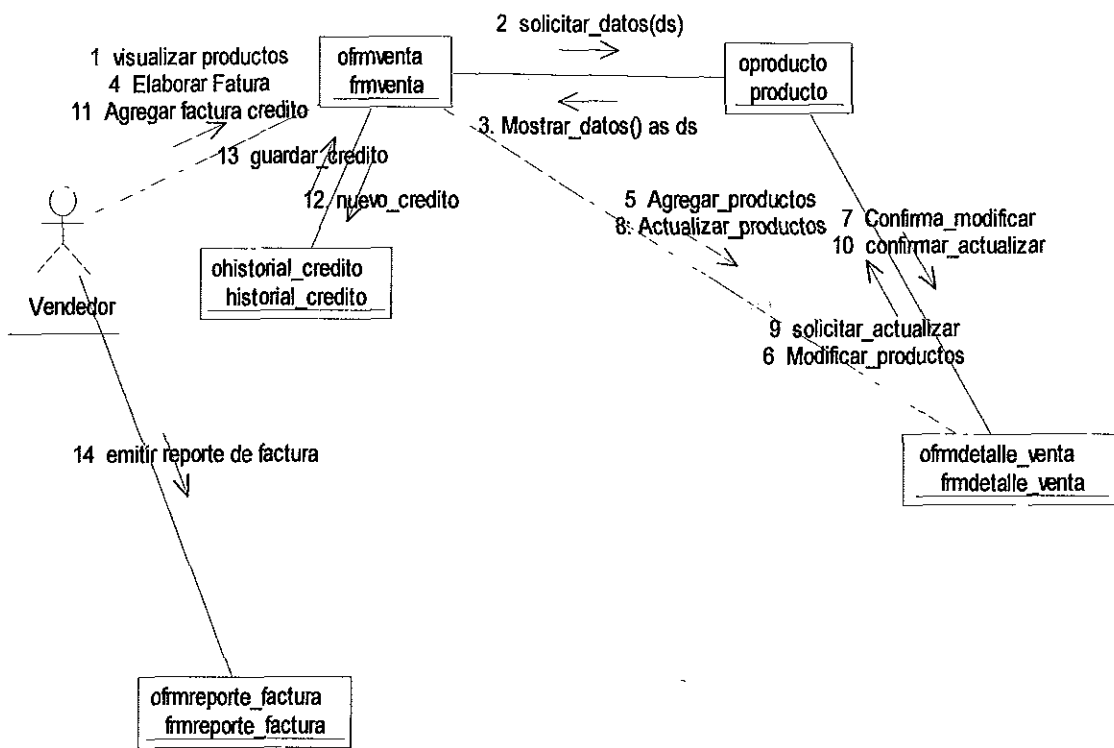 2 solicitar_datos(ds)
1 visualizar productos
4 Elaborar Fatura
11 Agregar factura credito
ofrmventa
frmventa
oproducto
producto
3. Mostrar_datos() as ds
13 guardar_credito
12. nuevo_credito
5 Agregar_productos
8. Actualizar_productos
7 Confirma_modificar
10 confirmar_actualizar
ohistorial_credito
historial_credito
Vendedor
9 solicitar_actualizar
6 Modificar_productos
14 emitir reporte de factura
ofrmdetalle_venta
frmdetalle_venta
ofrmreporte_factura
frmreporte_factura